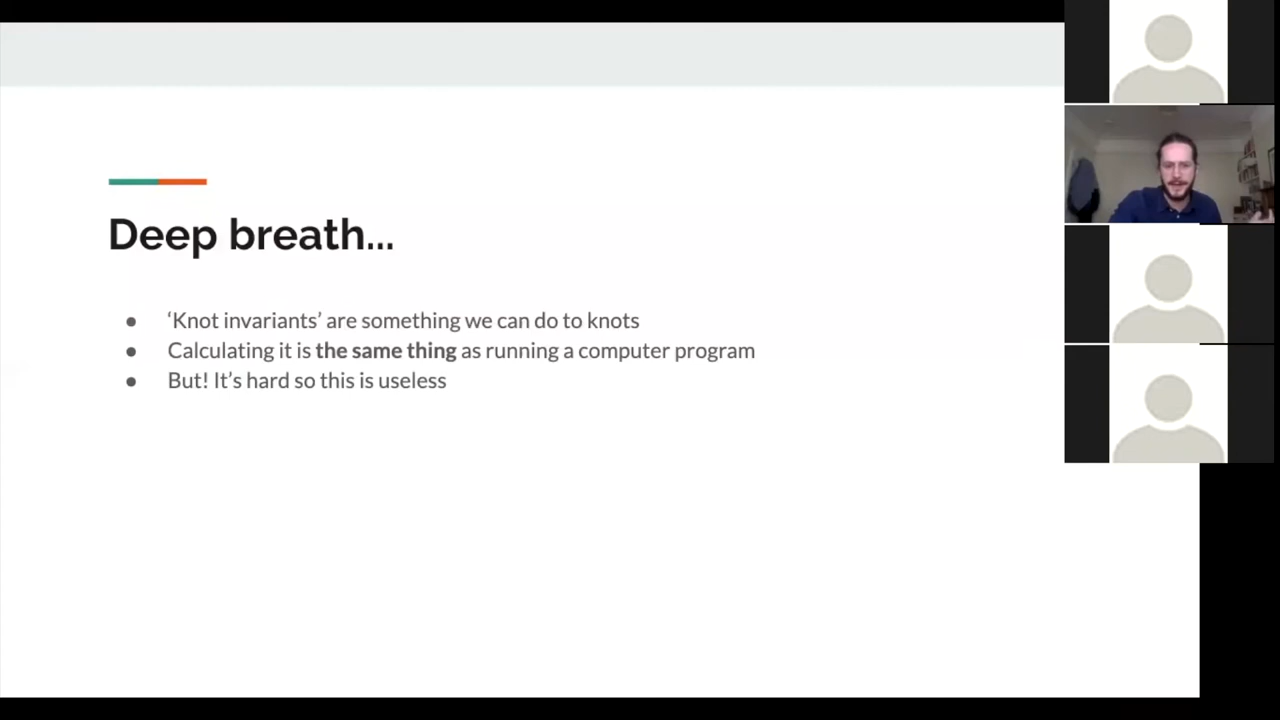 Deep breath...
● ‘Knot invariants’ are something we can do to knots
● Calculating it is the same thing as running a computer program
● But! It’s hard so this is useless